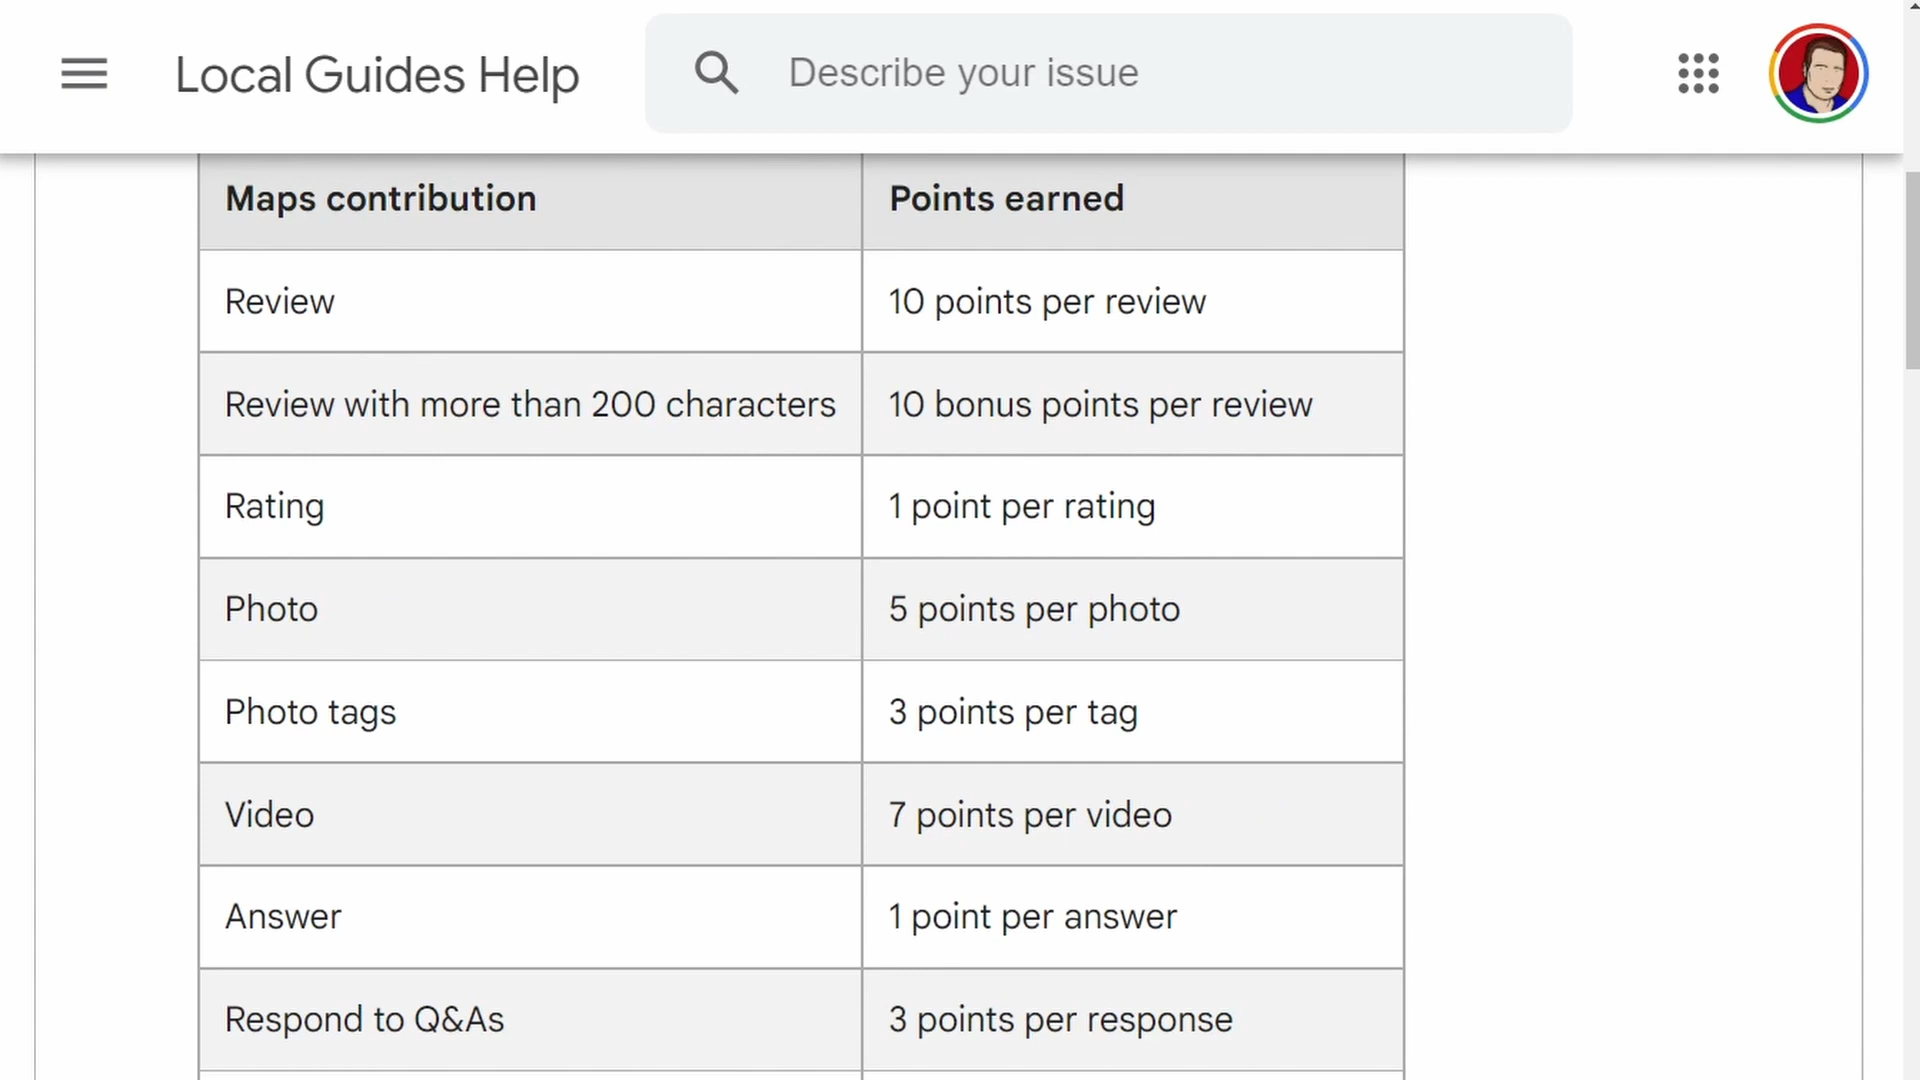 Local Guides Help
Describe your issue
Maps contribution Points earned
Review 10 points per review
Review with more than 200 characters 10 bonus points per review
Rating 1 point per rating
Photo 5 points per photo
Photo tags 3 points per tag
Video 7 points per video
Answer 1 point per answer
Respond to Q&As 3 points per response